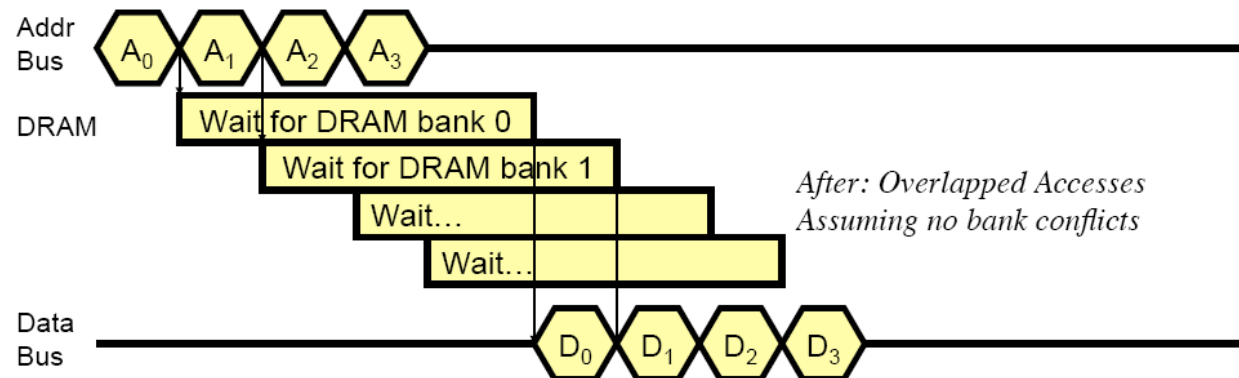 Addr
Bus
A0 A1 A2 A3
DRAM
Wait for DRAM bank 0
Wait for DRAM bank 1
Wait…
Wait…
After: Overlapped Accesses
Assuming no bank conflicts
Data
Bus
D0 D1 D2 D3